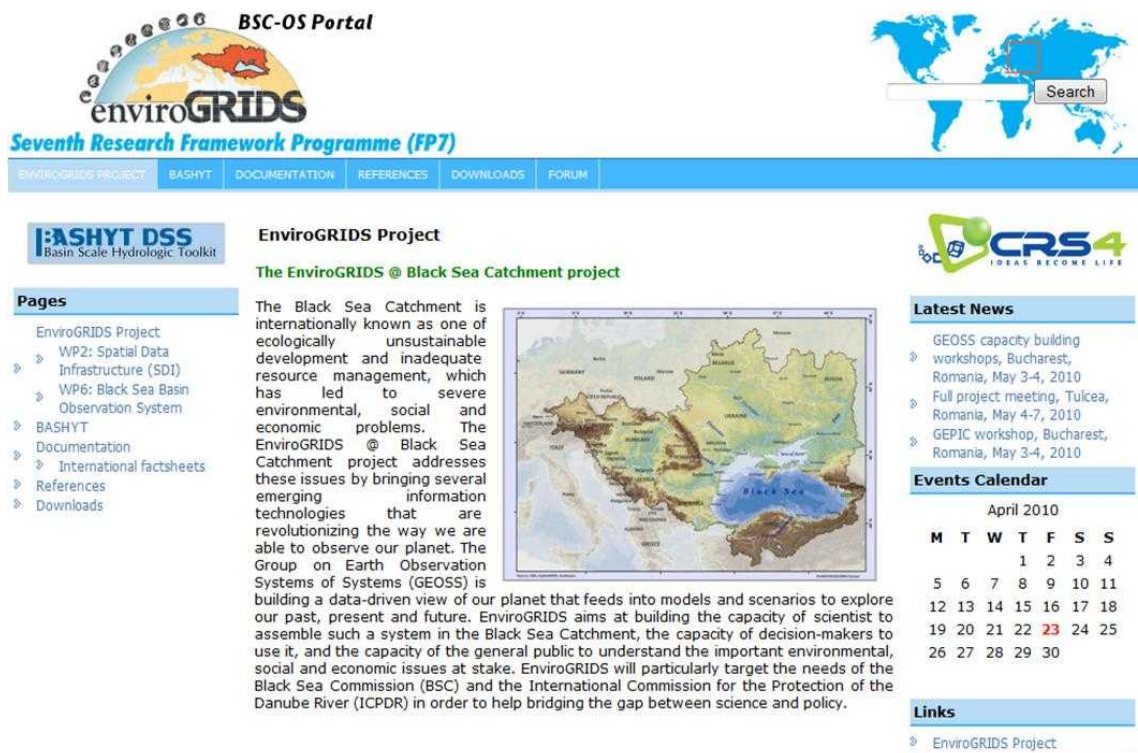 BSC-OS Portal
enviroGRIDS
Seventh Research Framework Programme (FP7)
Search
ENVIROGRIDS PROJECT BASHYT DOCUMENTATION REFERENCES DOWNLOADS FORUM
BASHYT DSS
Basin Scale Hydrologic Toolkit
Pages
EnviroGRIDS Project
WP2: Spatial Data
Infrastructure (SDI)
WP6: Black Sea Basin
Observation System
BASHYT
Documentation
International factsheets
References
Downloads
EnviroGRIDS Project
The EnviroGRIDS @ Black Sea Catchment project
The Black Sea Catchment is
internationally known as one of
ecologically unsustainable
development and inadequate
resource management, which
has led to severe
environmental, social and
economic problems. The
EnviroGRIDS @ Black Sea
Catchment project addresses
these issues by bringing several
emerging information
technologies that are
revolutionizing the way we are
able to observe our planet. The
Group on Earth Observation
Systems of Systems (GEOSS) is
building a data-driven view of our planet that feeds into models and scenarios to explore
our past, present and future. EnviroGRIDS aims at building the capacity of scientist to
assemble such a system in the Black Sea Catchment, the capacity of decision-makers to
use it, and the capacity of the general public to understand the important environmental,
social and economic issues at stake. EnviroGRIDS will particularly target the needs of the
Black Sea Commission (BSC) and the International Commission for the Protection of the
Danube River (ICPDR) in order to help bridging the gap between science and policy.
GERMANY
POLAND
BELARUS
UKRAINE
ITALY
GREECE
Black Sea
CRS4
IDEAS BECOME LIFE
Latest News
GEOSS capacity building
workshops, Bucharest,
Romania, May 3-4, 2010
Full project meeting, Tulcea,
Romania, May 4-7, 2010
GEPIC workshop, Bucharest,
Romania, May 3-4, 2010
Events Calendar
April 2010
M T W T F S S
1 2 3 4
5 6 7 8 9 10 11
12 13 14 15 16 17 18
19 20 21 22 23 24 25
26 27 28 29 30
Links
EnviroGRIDS Project